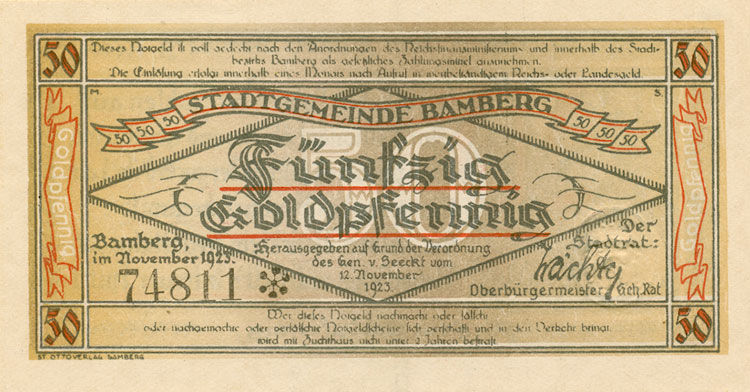 50
50
Dieses Notgeld ist voll gedeckt nach den Anordnungen des Reichsfinanzministeriums und innerhalb des Stadt-
bezirks Bamberg als gesetzliches Zahlungsmittel anzunehmen.
Die Einlösung erfolgt innerhalb eines Monats nach Aufruf in wertbeständigem Reichs- oder Landesgeld.
M
S
STADTGEMEINDE BAMBERG
50 50 50
50 50 50
Goldpfennig
Goldpfennig
50
Fünfzig
Goldpfennig
Bamberg,
im November 1923.
74811
Herausgegeben auf Grund der Verordnung
des Gen. v. Seeckt vom
12. November
1923.
Der
Stadtrat:
Wächter
Oberbürgermeister, Geh. Rat
50
50
Wer dieses Notgeld nachmacht oder fälscht
oder nachgemachte oder verfälschte Notgeldscheine sich verschafft und in den Verkehr bringt,
wird mit Zuchthaus nicht unter 2 Jahren bestraft.
ST. OTTOVERLAG BAMBERG